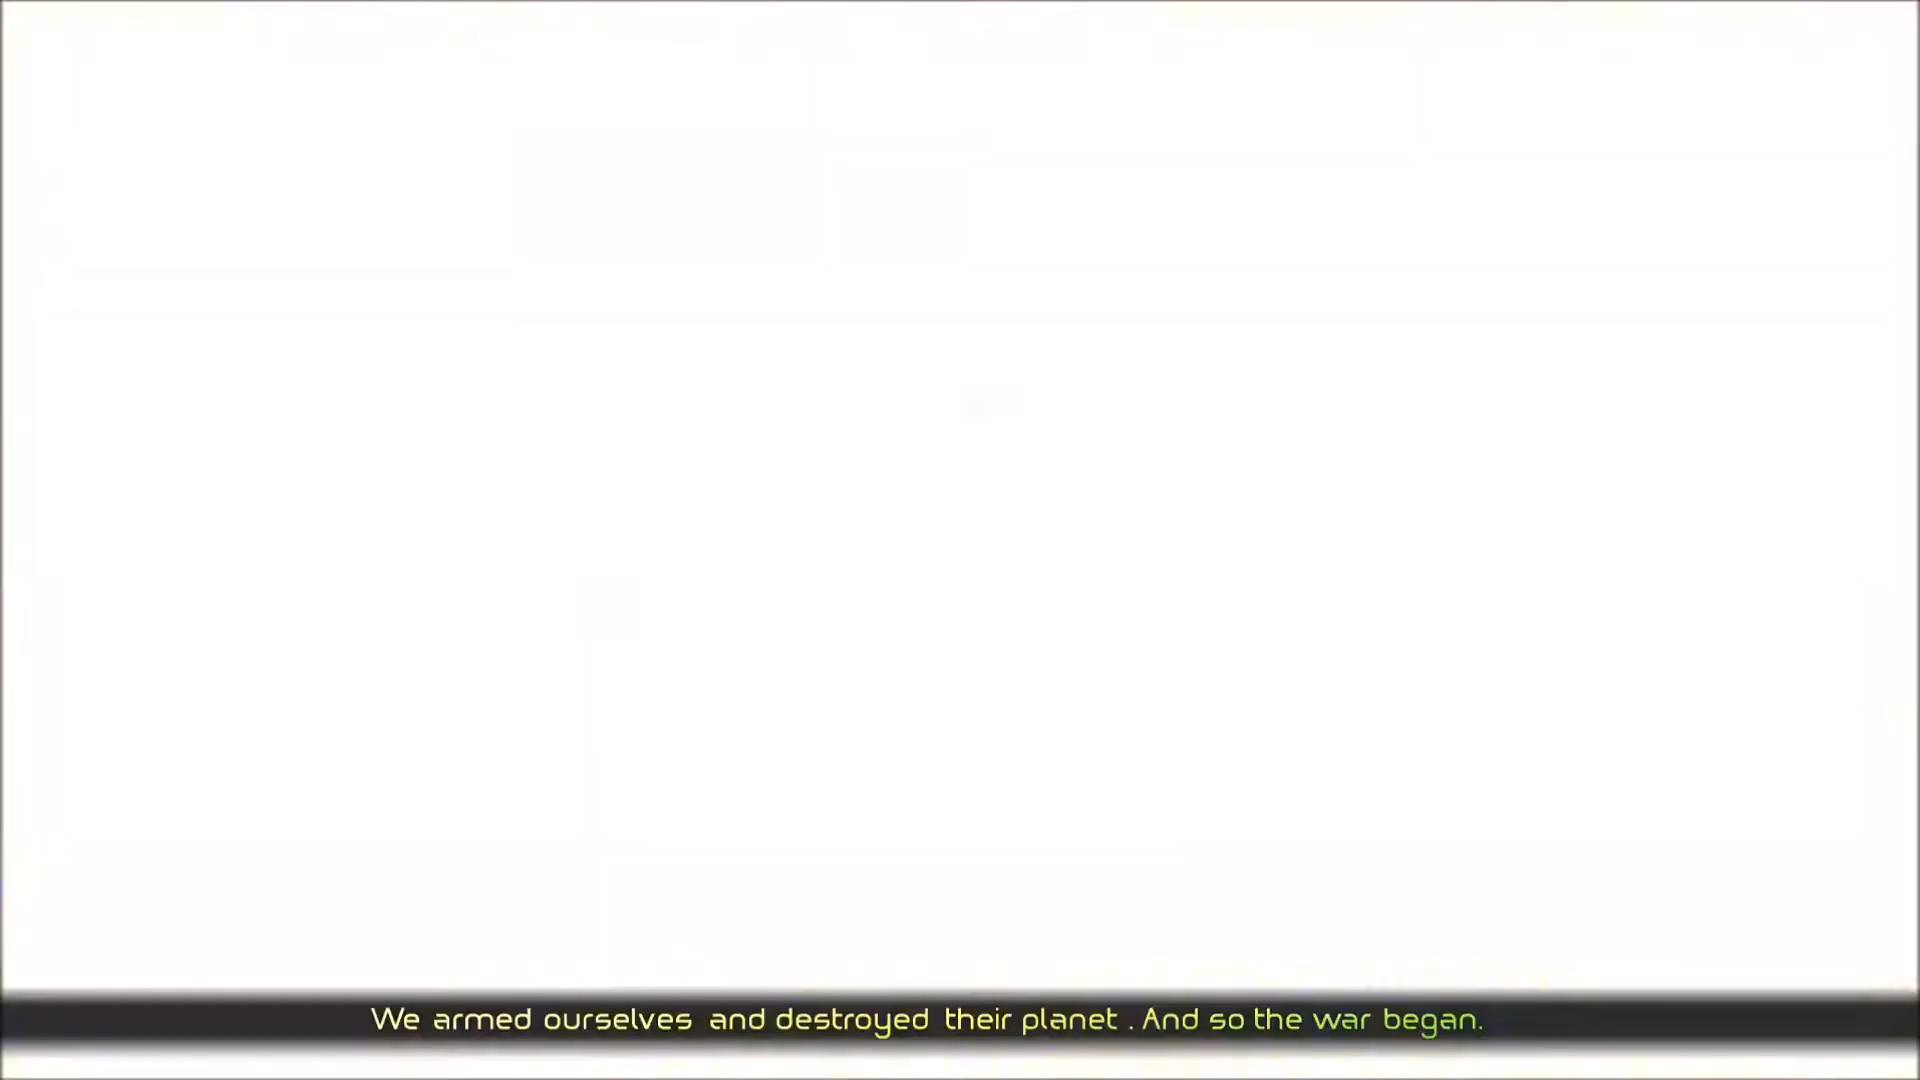 We armed ourselves and destroyed their planet . And so the war began.